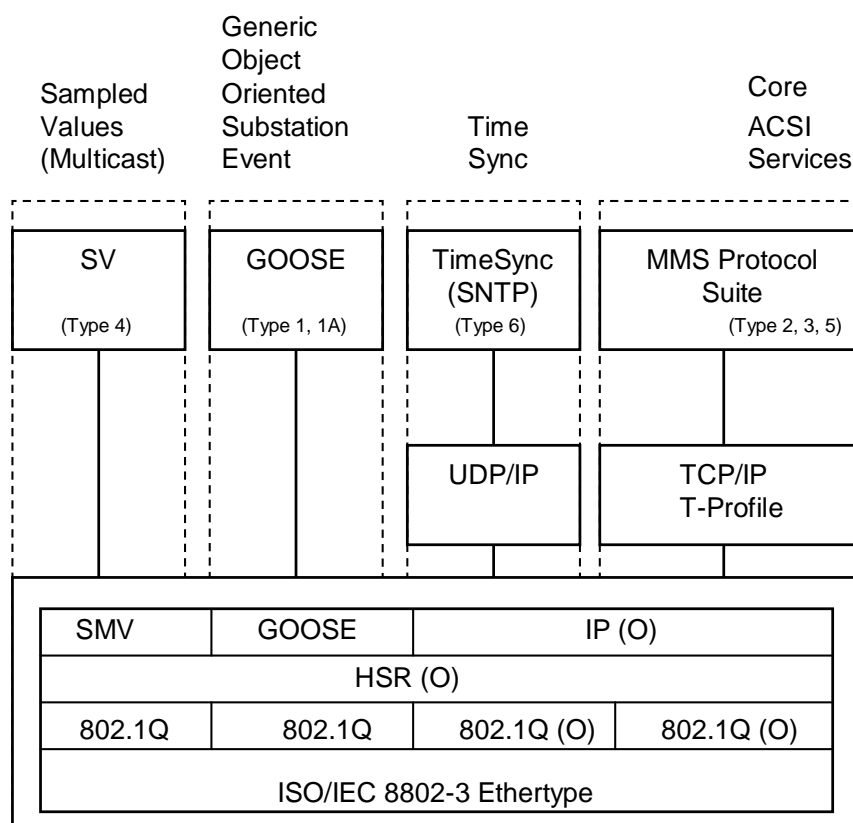 Sampled
Values
(Multicast)
Generic
Object
Oriented
Substation
Event
Time
Sync
Core
ACSI
Services
SV
(Type 4)
GOOSE
(Type 1, 1A)
TimeSync
(SNTP)
(Type 6)
MMS Protocol
Suite
(Type 2, 3, 5)
UDP/IP
TCP/IP
T-Profile
SMV
GOOSE
IP (O)
HSR (O)
802.1Q
802.1Q
802.1Q (O)
802.1Q (O)
ISO/IEC 8802-3 Ethertype